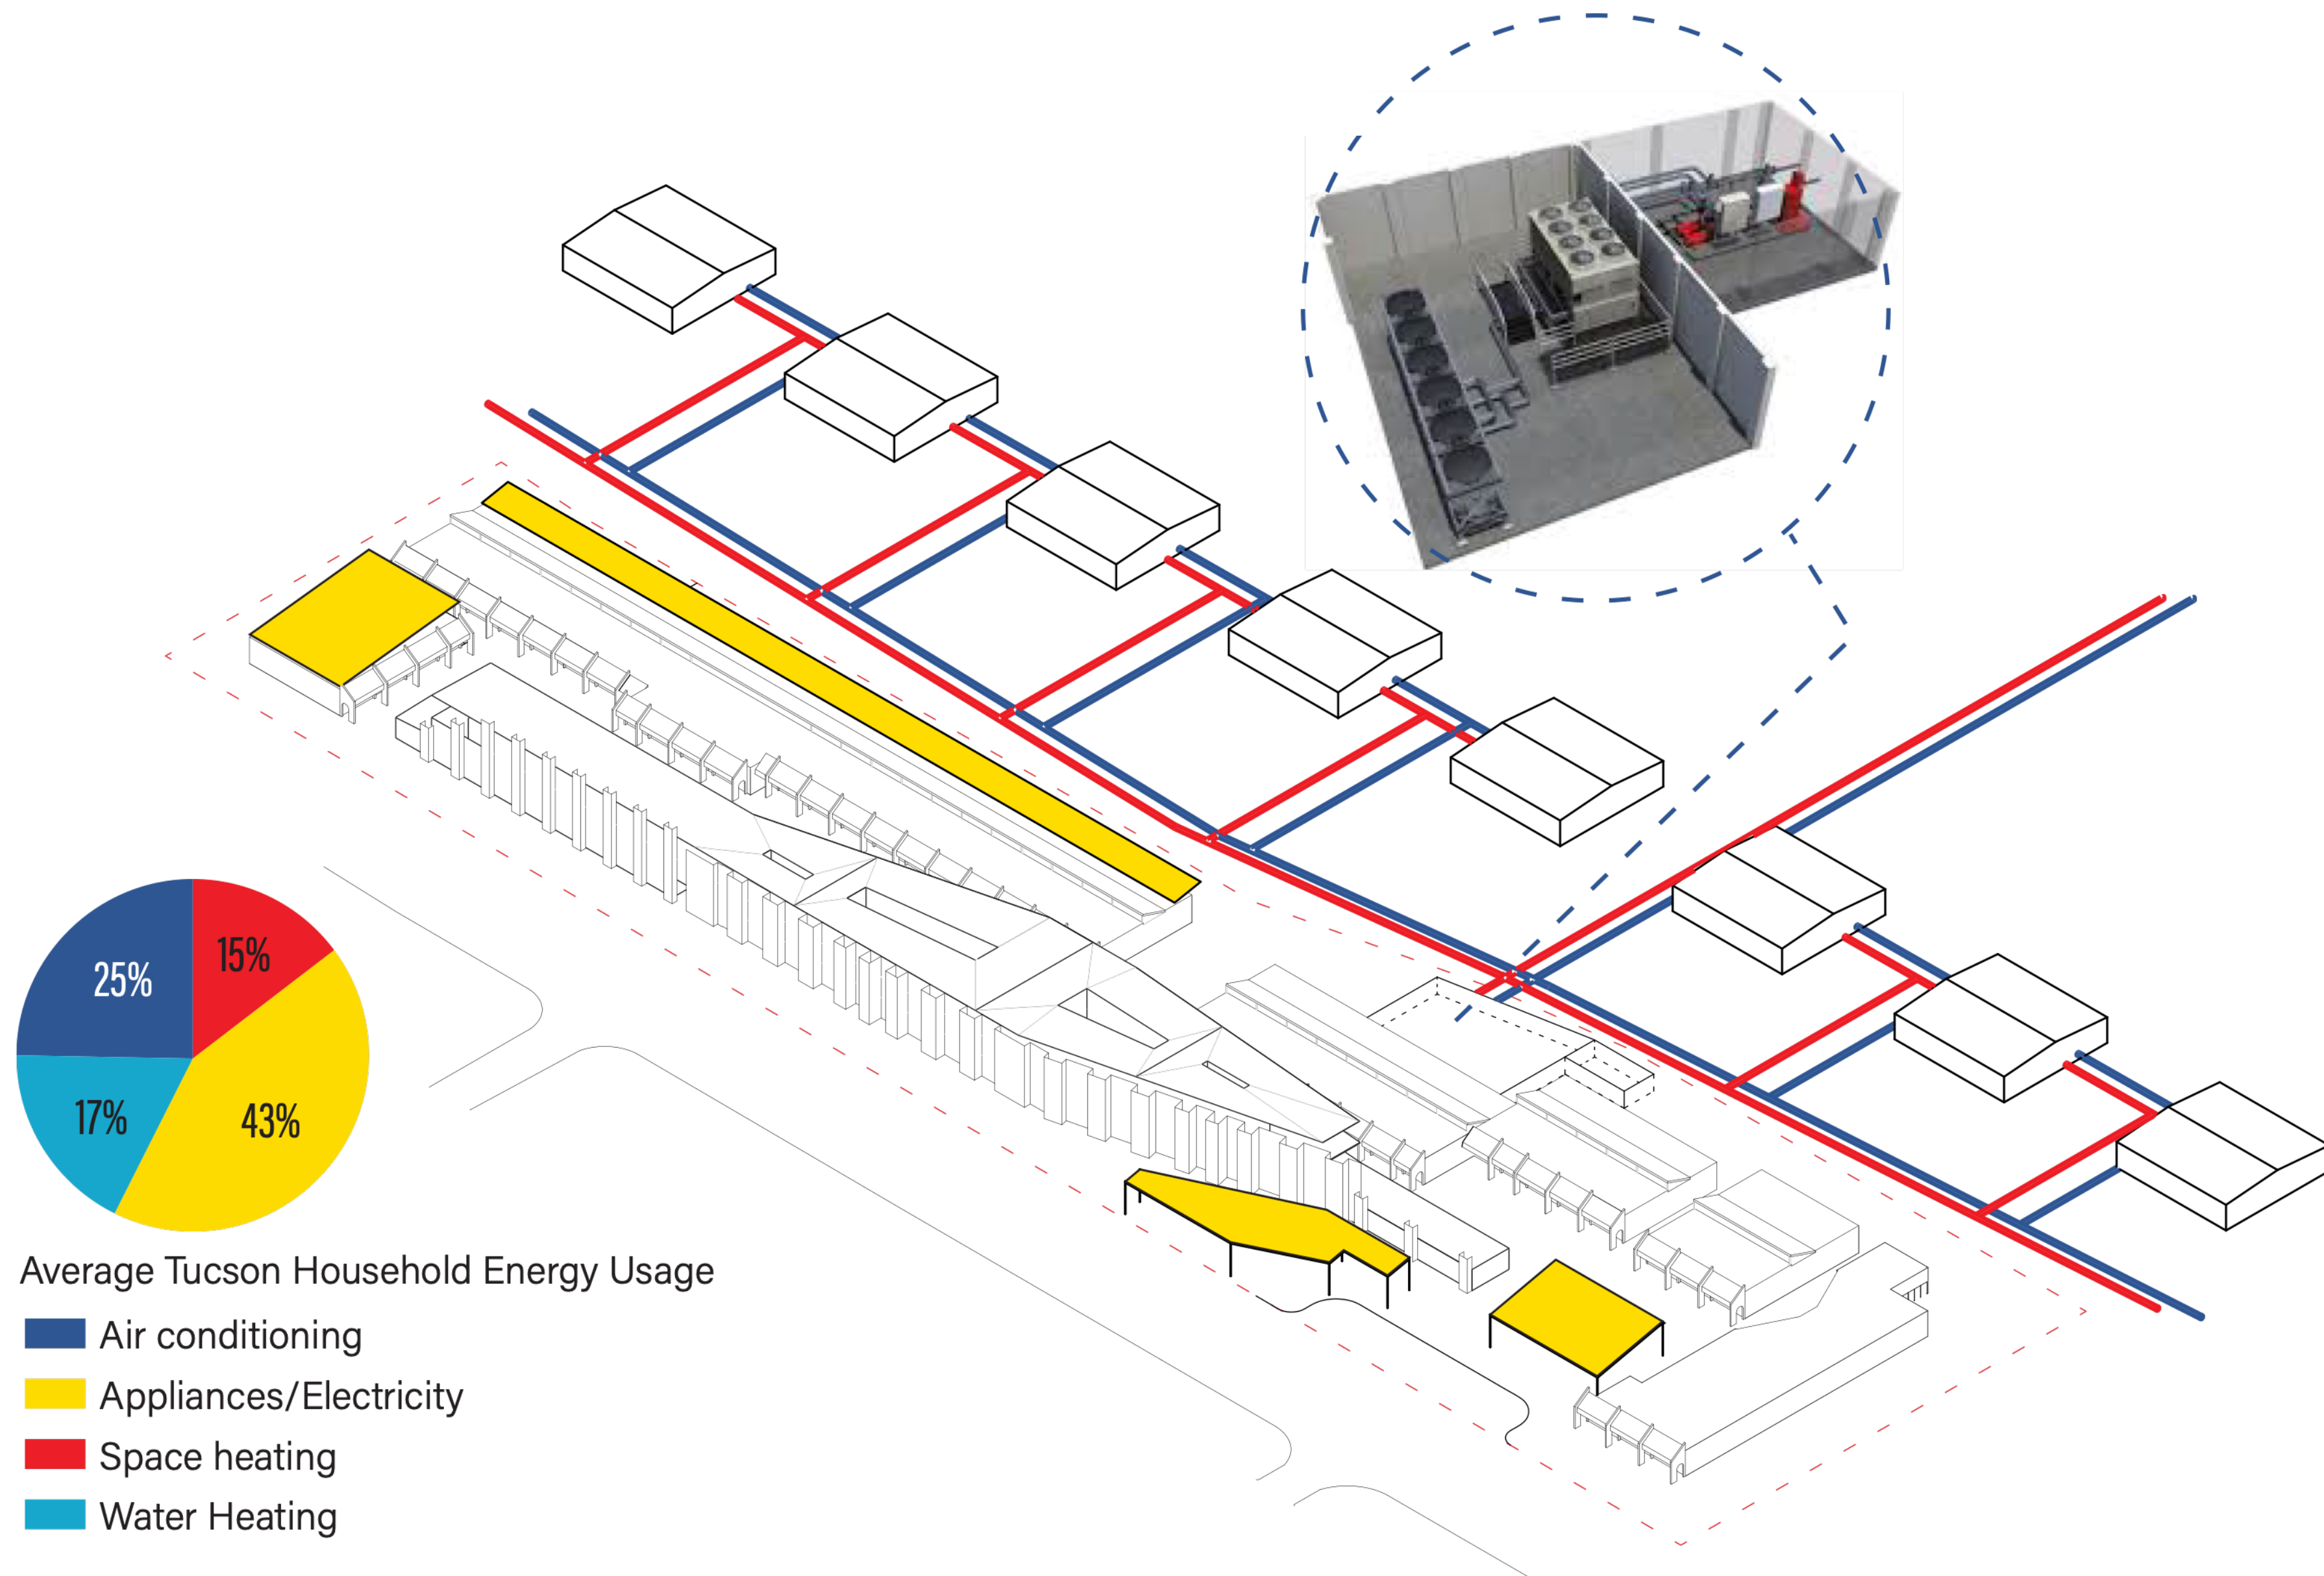 25%
15%
17%
43%
Average Tucson Household Energy Usage
Air conditioning
Appliances/Electricity
Space heating
Water Heating